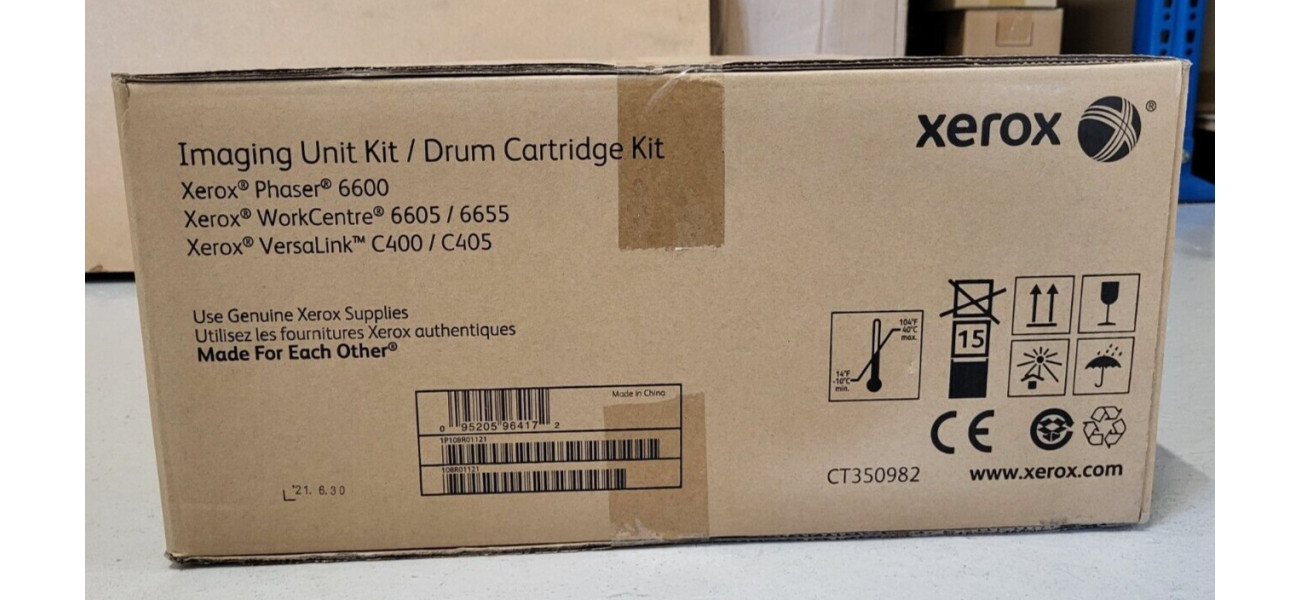 xerox ®
Imaging Unit Kit / Drum Cartridge Kit
Xerox® Phaser® 6600
Xerox® WorkCentre® 6605 / 6655
Xerox® VersaLink™ C400 / C405
Use Genuine Xerox Supplies
Utilisez les fournitures Xerox authentiques
Made For Each Other®
104°F
40°C
max.
14°F
-10°C
min.
15
Made in China
0 95205 96417 2
1P108R01121
108R01121
'21. 6.30
CE
CT350982
www.xerox.com